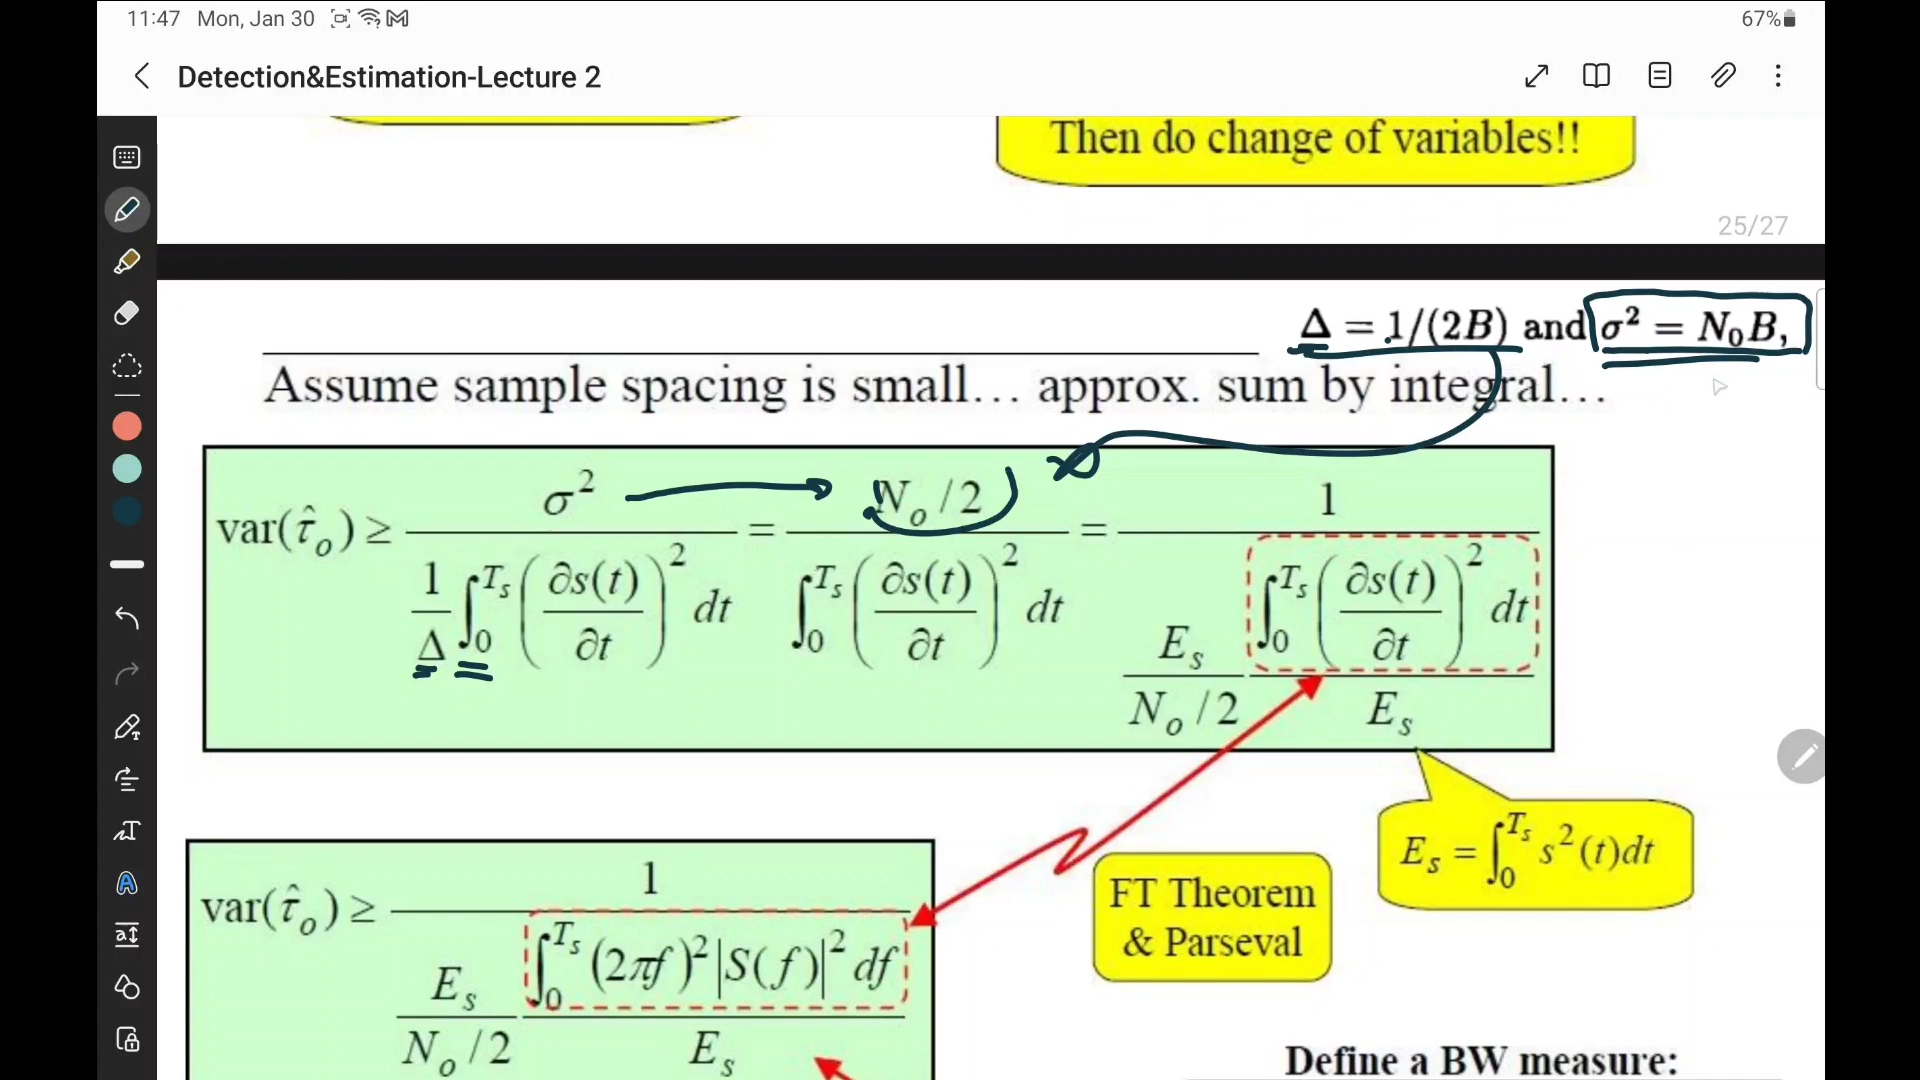 11:47 Mon, Jan 30
67%
Detection&Estimation-Lecture 2
Then do change of variables!!
25/27
Δ = 1/(2B) and σ² = N₀B,
Assume sample spacing is small… approx. sum by integral…
var(τ̂ₒ) ≥ σ² / ( (1/Δ) ∫₀^{Tₛ} (∂s(t)/∂t)² dt ) = (Nₒ/2) / ( ∫₀^{Tₛ} (∂s(t)/∂t)² dt ) = 1 / ( (Eₛ / (Nₒ/2)) ( ∫₀^{Tₛ} (∂s(t)/∂t)² dt / Eₛ ) )
Eₛ = ∫₀^{Tₛ} s²(t)dt
var(τ̂ₒ) ≥ 1 / ( (Eₛ / (Nₒ/2)) ( ∫₀^{Tₛ} (2πf)² |S(f)|² df / Eₛ ) )
FT Theorem
& Parseval
Define a BW measure: